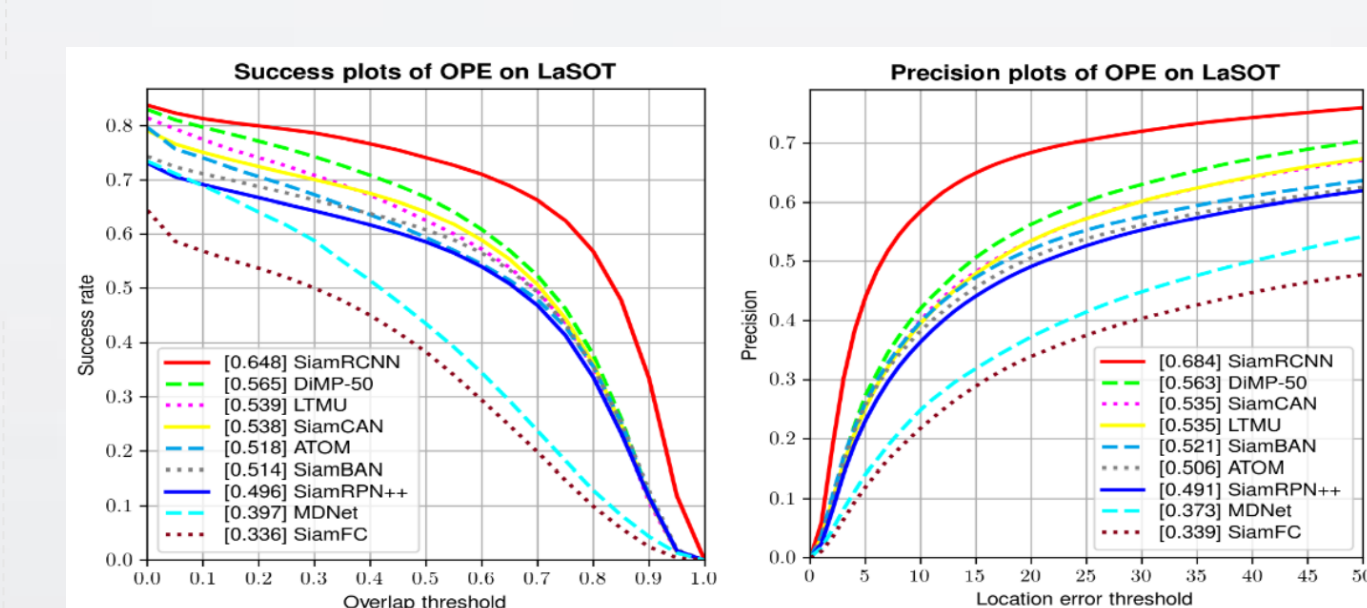 Success plots of OPE on LaSOT
Success rate
0.8
0.7
0.6
0.5
0.4
0.3
0.2
0.1
0.0
[0.648] SiamRCNN
[0.565] DiMP-50
[0.539] LTMU
[0.538] SiamCAN
[0.518] ATOM
[0.514] SiamBAN
[0.496] SiamRPN++
[0.397] MDNet
[0.336] SiamFC
0.0 0.1 0.2 0.3 0.4 0.5 0.6 0.7 0.8 0.9 1.0
Overlap threshold
Precision plots of OPE on LaSOT
Precision
0.7
0.6
0.5
0.4
0.3
0.2
0.1
0.0
[0.684] SiamRCNN
[0.563] DiMP-50
[0.535] SiamCAN
[0.535] LTMU
[0.521] SiamBAN
[0.506] ATOM
[0.491] SiamRPN++
[0.373] MDNet
[0.339] SiamFC
0 5 10 15 20 25 30 35 40 45 50
Location error threshold